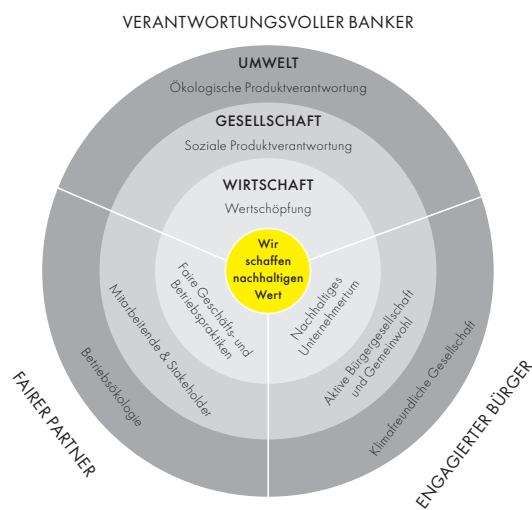 VERANTWORTUNGSVOLLER BANKER
UMWELT
Ökologische Produktverantwortung
GESELLSCHAFT
Soziale Produktverantwortung
WIRTSCHAFT
Wertschöpfung
Wir
schaffen
nachhaltigen
Wert
Faire Geschäfts- und
Betriebspraktiken
Mitarbeitende & Stakeholder
Betriebsökologie
FAIRER PARTNER
Nachhaltiges
Unternehmertum
Aktive Bürgergesellschaft
und Gemeinwohl
Klimafreundliche Gesellschaft
ENGAGIERTER BÜRGER